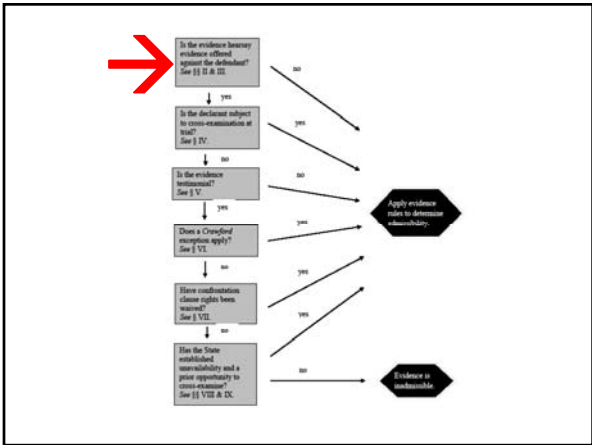 Is the evidence hearsay
evidence offered
against the defendant?
See §§ II & III.
no
yes
Is the declarant subject
to cross-examination at
trial?
See § IV.
yes
no
Is the evidence
testimonial?
See § V.
no
yes
Apply evidence
rules to determine
admissibility.
Does a Crawford
exception apply?
See § VI.
yes
no
Have confrontation
clause rights been
waived?
See § VII.
yes
no
Has the State
established
unavailability and a
prior opportunity to
cross-examine?
See §§ VIII & IX.
yes
no
Evidence is
inadmissible.